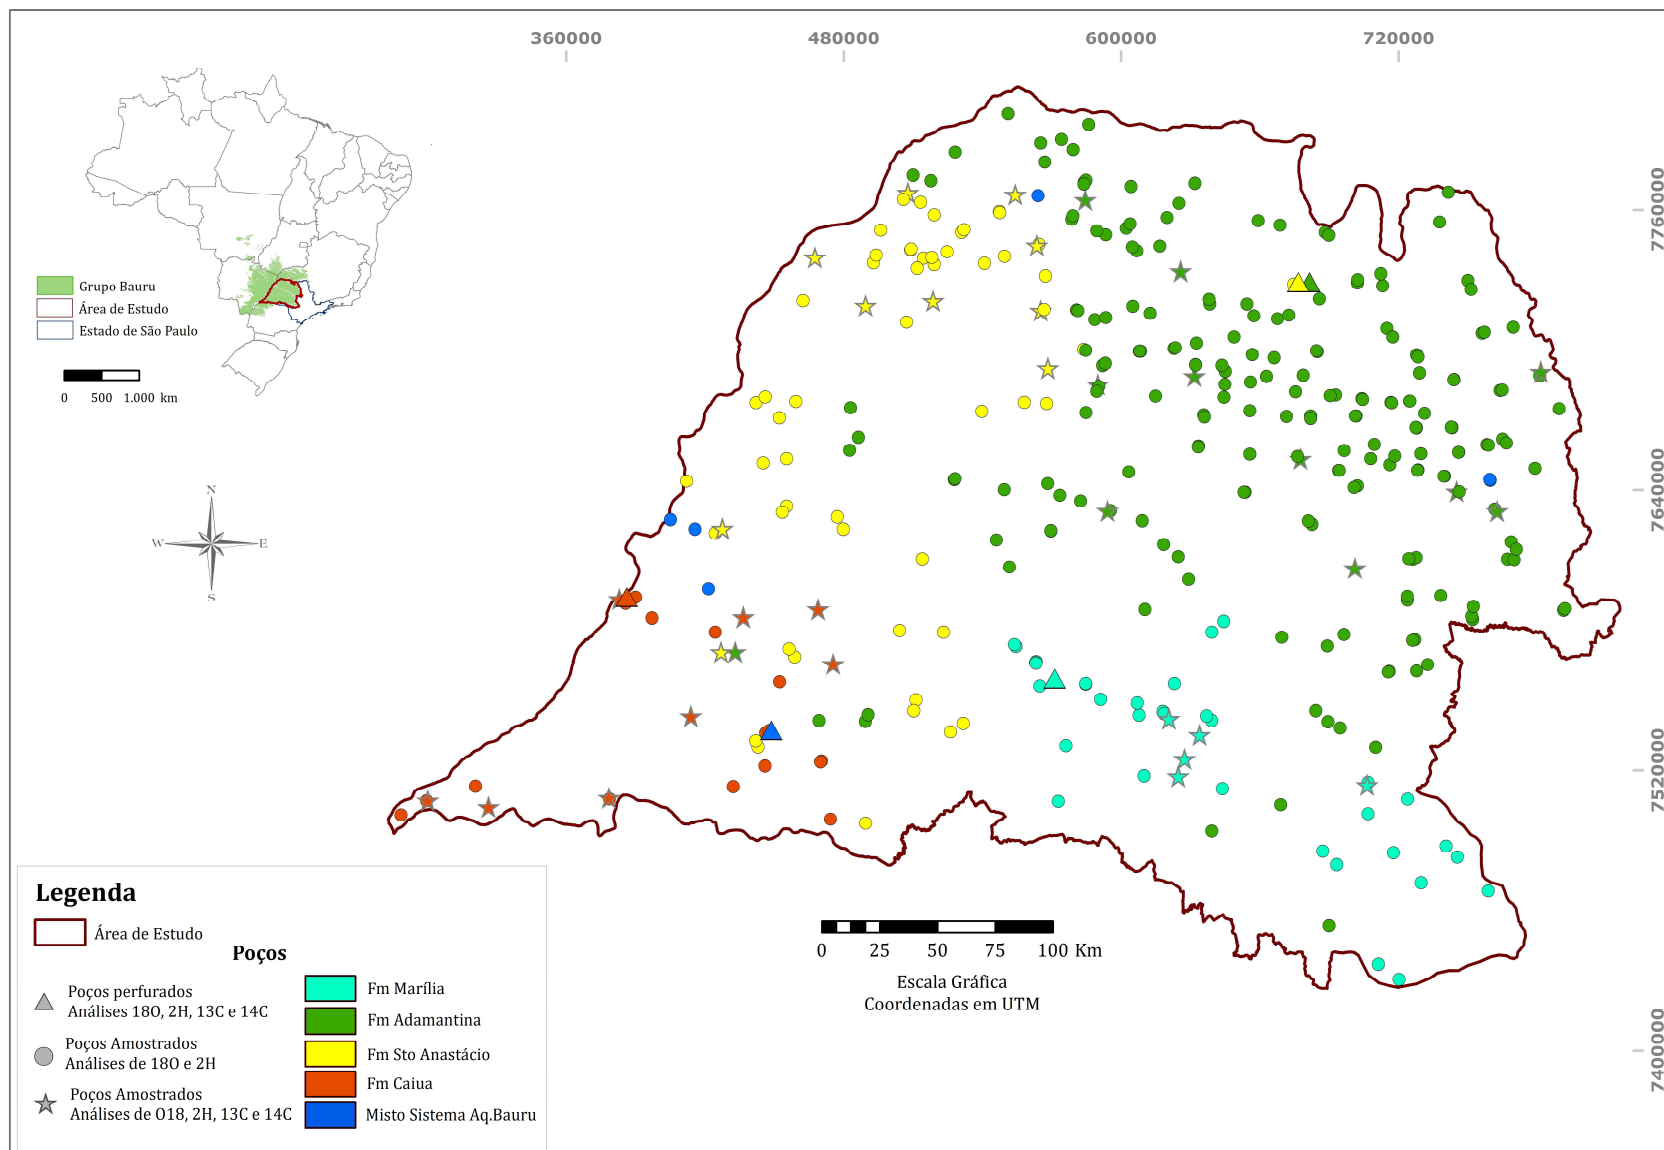 360000 480000 600000 720000
7760000
7640000
7520000
7400000
Grupo Bauru
Área de Estudo
Estado de São Paulo
0 500 1.000 km
N
W E
S
Legenda
Área de Estudo
Poços
Poços perfurados
Análises 18O, 2H, 13C e 14C
Poços Amostrados
Análises de 18O e 2H
Poços Amostrados
Análises de O18, 2H, 13C e 14C
Fm Marília
Fm Adamantina
Fm Sto Anastácio
Fm Caiua
Misto Sistema Aq.Bauru
0 25 50 75 100 Km
Escala Gráfica
Coordenadas em UTM